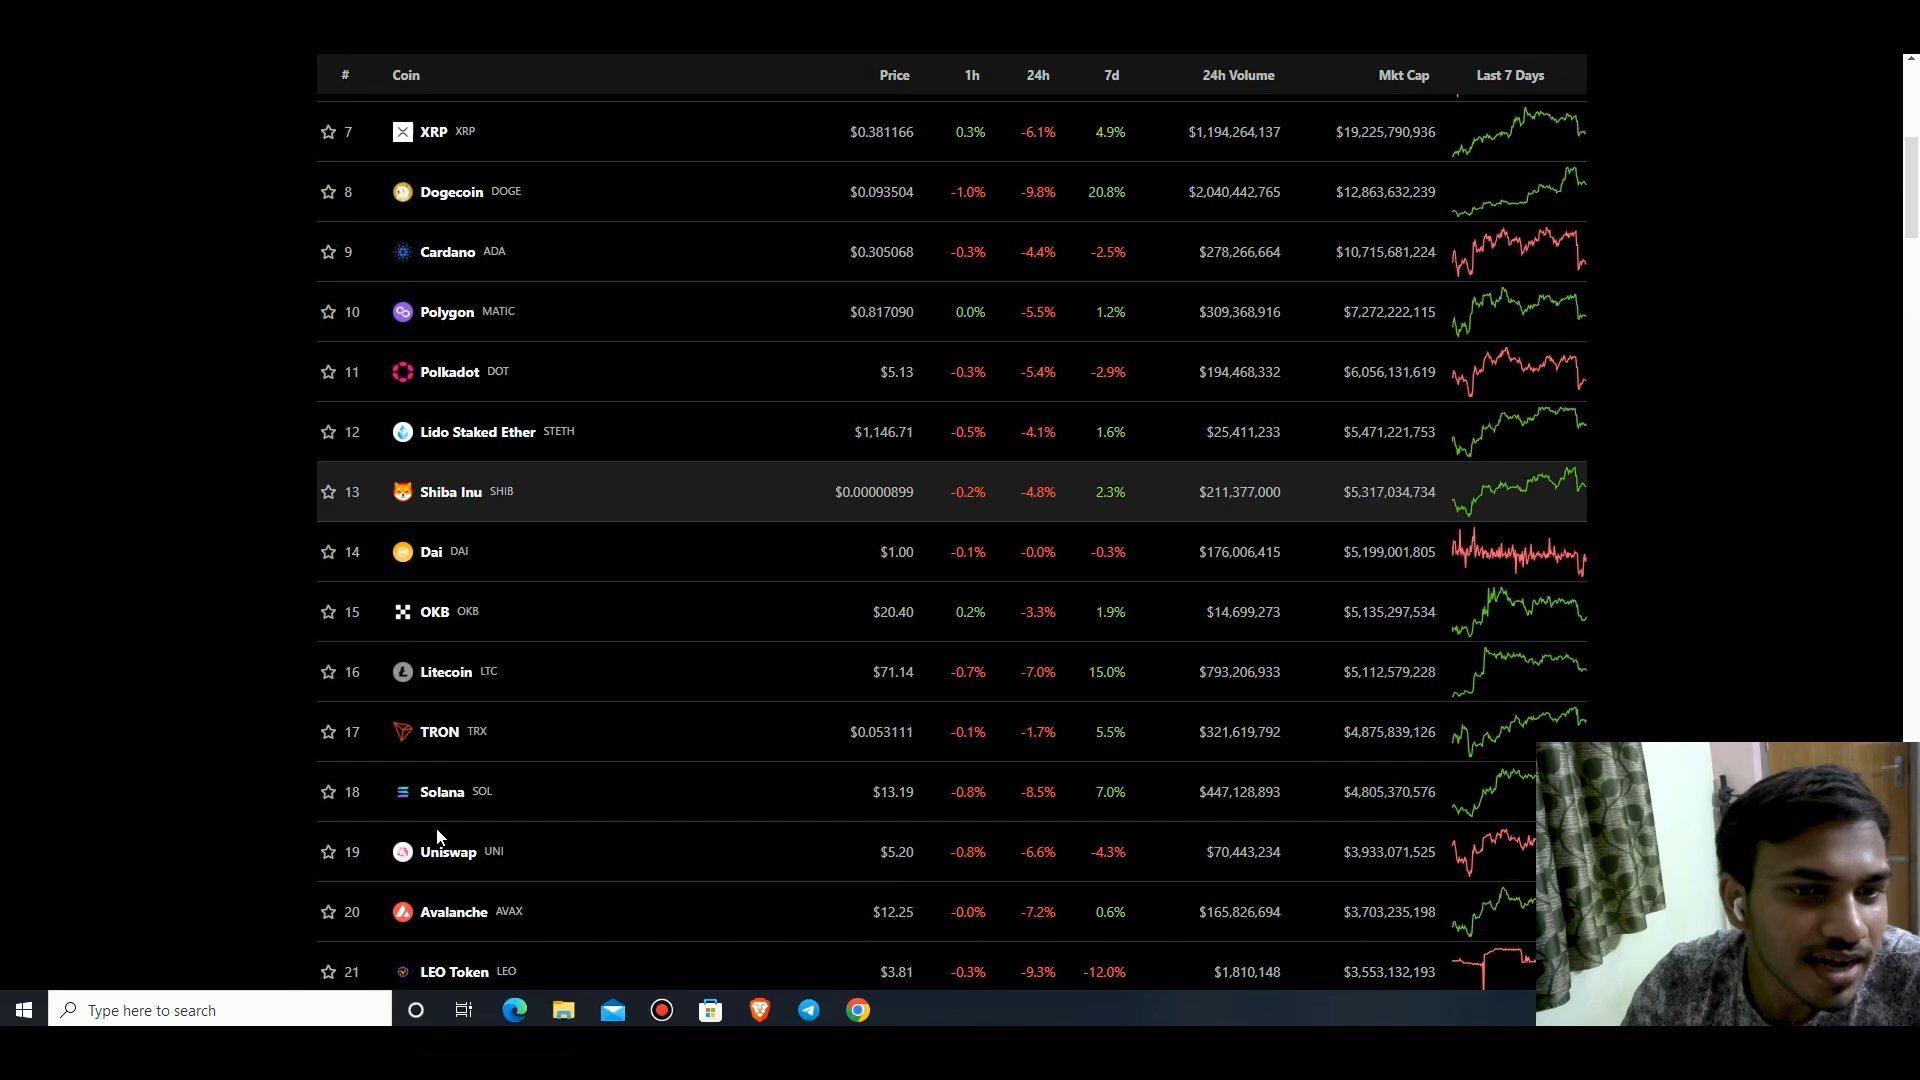 # Coin Price 1h 24h 7d 24h Volume Mkt Cap Last 7 Days
7 XRP XRP $0.381166 0.3% -6.1% 4.9% $1,194,264,137 $19,225,790,936
8 Dogecoin DOGE $0.093504 -1.0% -9.8% 20.8% $2,040,442,765 $12,863,632,239
9 Cardano ADA $0.305068 -0.3% -4.4% -2.5% $278,266,664 $10,715,681,224
10 Polygon MATIC $0.817090 0.0% -5.5% 1.2% $309,368,916 $7,272,222,115
11 Polkadot DOT $5.13 -0.3% -5.4% -2.9% $194,468,332 $6,056,131,619
12 Lido Staked Ether STETH $1,146.71 -0.5% -4.1% 1.6% $25,411,233 $5,471,221,753
13 Shiba Inu SHIB $0.00000899 -0.2% -4.8% 2.3% $211,377,000 $5,317,034,734
14 Dai DAI $1.00 -0.1% -0.0% -0.3% $176,006,415 $5,199,001,805
15 OKB OKB $20.40 0.2% -3.3% 1.9% $14,699,273 $5,135,297,534
16 Litecoin LTC $71.14 -0.7% -7.0% 15.0% $793,206,933 $5,112,579,228
17 TRON TRX $0.053111 -0.1% -1.7% 5.5% $321,619,792 $4,875,839,126
18 Solana SOL $13.19 -0.8% -8.5% 7.0% $447,128,893 $4,805,370,576
19 Uniswap UNI $5.20 -0.8% -6.6% -4.3% $70,443,234 $3,933,071,525
20 Avalanche AVAX $12.25 -0.0% -7.2% 0.6% $165,826,694 $3,703,235,198
21 LEO Token LEO $3.81 -0.3% -9.3% -12.0% $1,810,148 $3,553,132,193
Type here to search